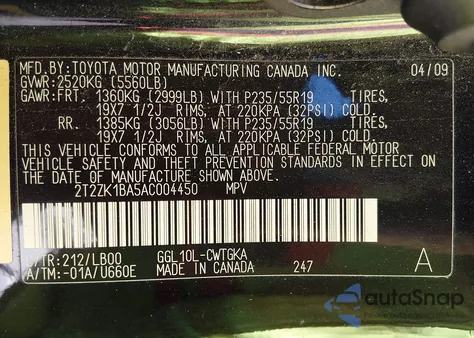 MFD.BY:TOYOTA MOTOR MANUFACTURING CANADA INC. 04/09
GVWR:2520KG (5560LB)
GAWR:FRT. 1360KG (2999LB) WITH P235/55R19 TIRES,
19X7 1/2J RIMS, AT 220KPA (32PSI) COLD.
RR. 1385KG (3056LB) WITH P235/55R19 TIRES,
19X7 1/2J RIMS, AT 220KPA (32PSI) COLD.
THIS VEHICLE CONFORMS TO ALL APPLICABLE FEDERAL MOTOR
VEHICLE SAFETY AND THEFT PREVENTION STANDARDS IN EFFECT ON
THE DATE OF MANUFACTURE SHOWN ABOVE.
2T2ZK1BA5AC004450 MPV
C/TR:212/LB00 GGL10L-CWTGKA
A/TM:-01A/U660E MADE IN CANADA 247 A
autoSnap